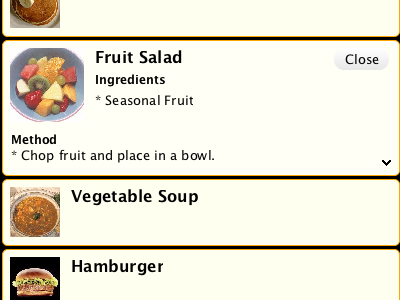 Fruit Salad
Close
Ingredients
* Seasonal Fruit
Method
* Chop fruit and place in a bowl.
Vegetable Soup
Hamburger